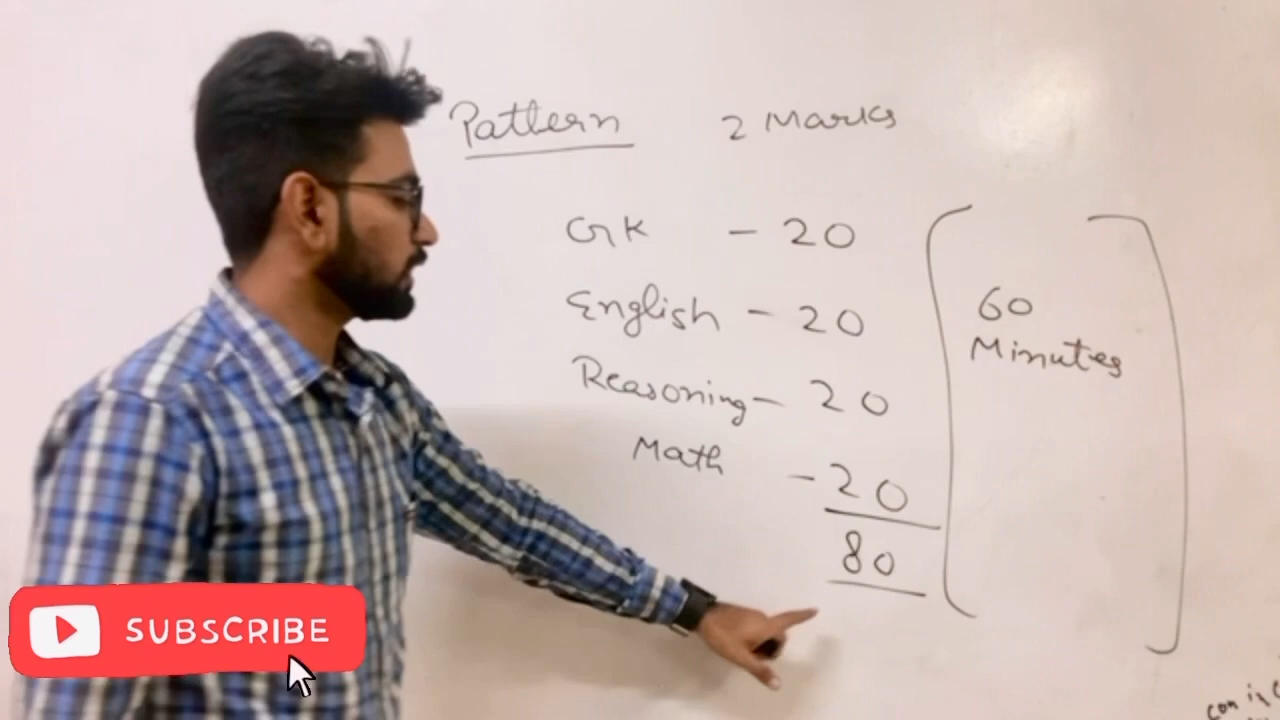 Pattern 2 Marks
GK - 20
English - 20
60
Minutes
Reasoning - 20
Math - 20
80
SUBSCRIBE